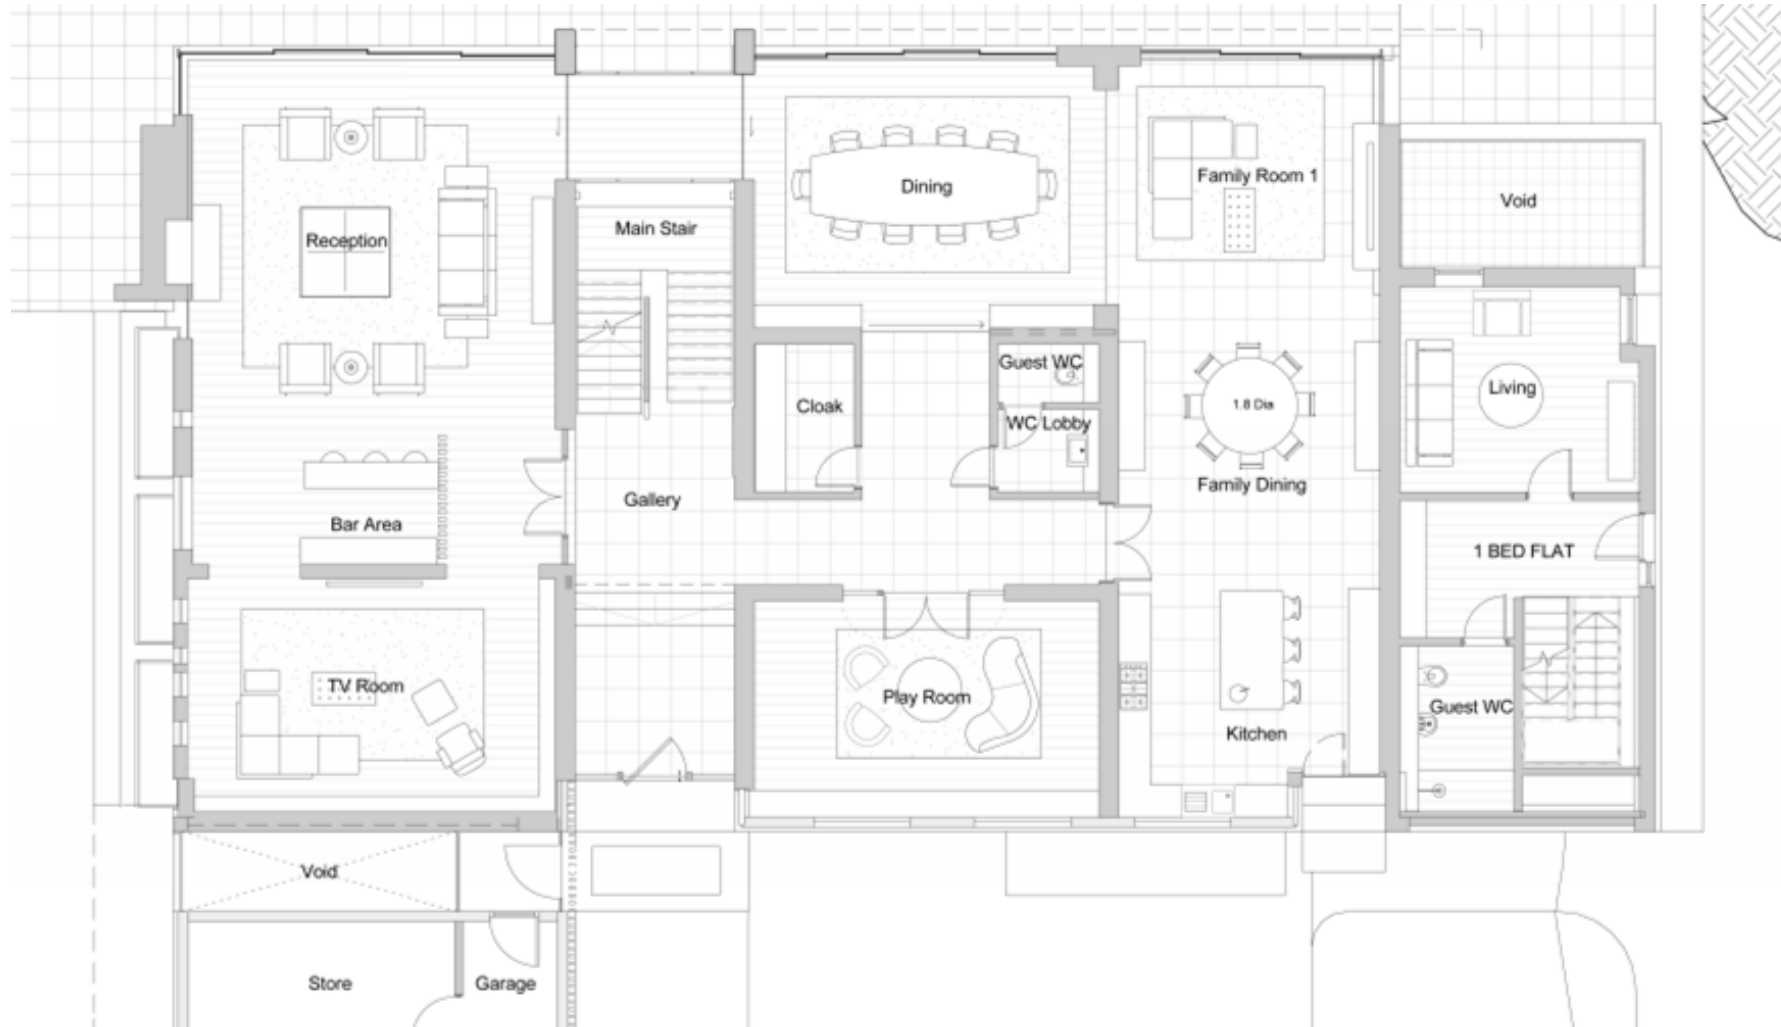 Dining
Family Room 1
Void
Main Stair
Reception
Guest WC
Living
Cloak
1.8 Dia
WC Lobby
Family Dining
Gallery
Bar Area
1 BED FLAT
TV Room
Play Room
Guest WC
Kitchen
Void
Store
Garage